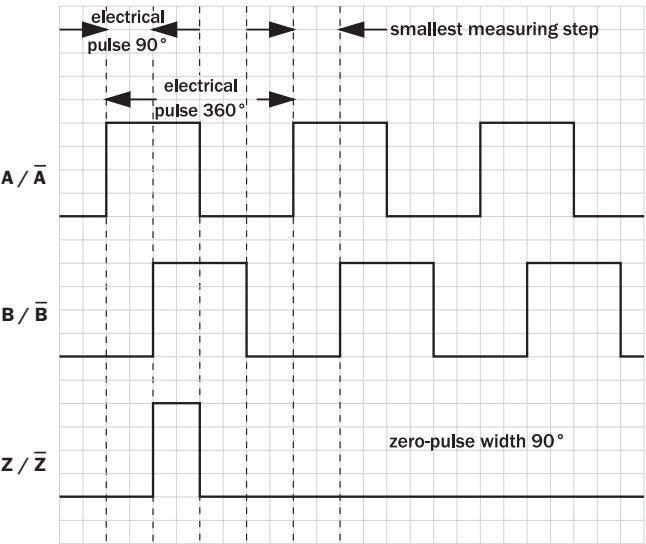 electrical
pulse 90°
smallest measuring step
electrical
pulse 360°
A / A̅
B / B̅
Z / Z̅
zero-pulse width 90°